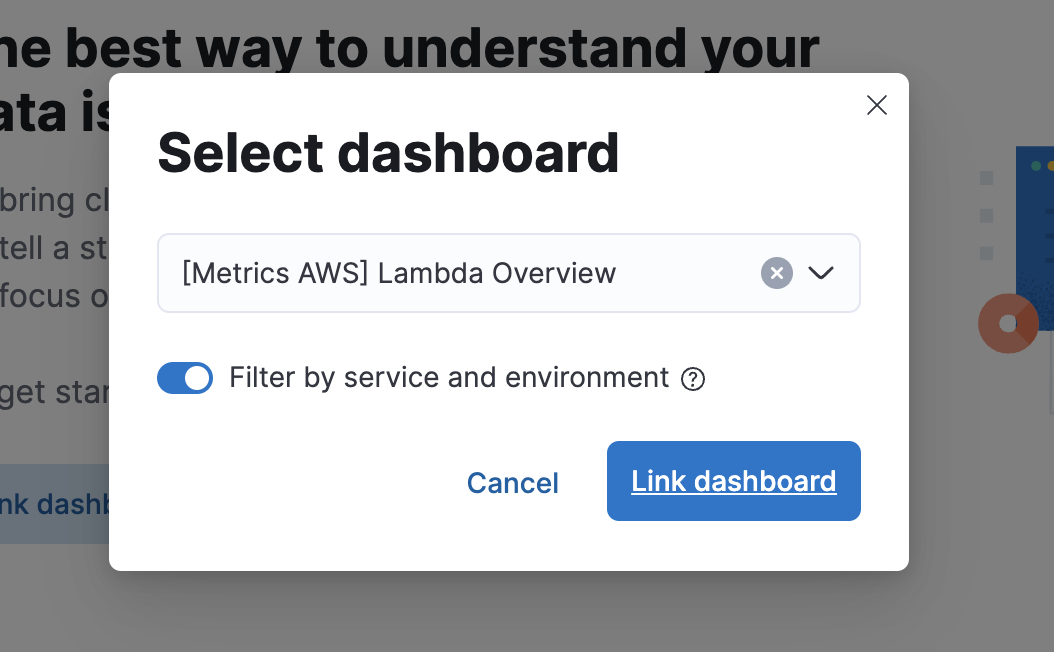 he best way to understand your
ata is
Select dashboard
bring cl
tell a st
[Metrics AWS] Lambda Overview
focus o
Filter by service and environment
get star
Cancel
Link dashboard
nk dashb